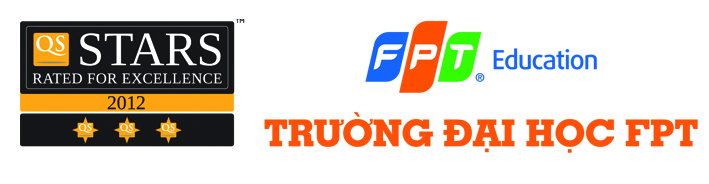 QS STARS™
RATED FOR EXCELLENCE
2012
QS QS QS
FPT® Education
TRƯỜNG ĐẠI HỌC FPT